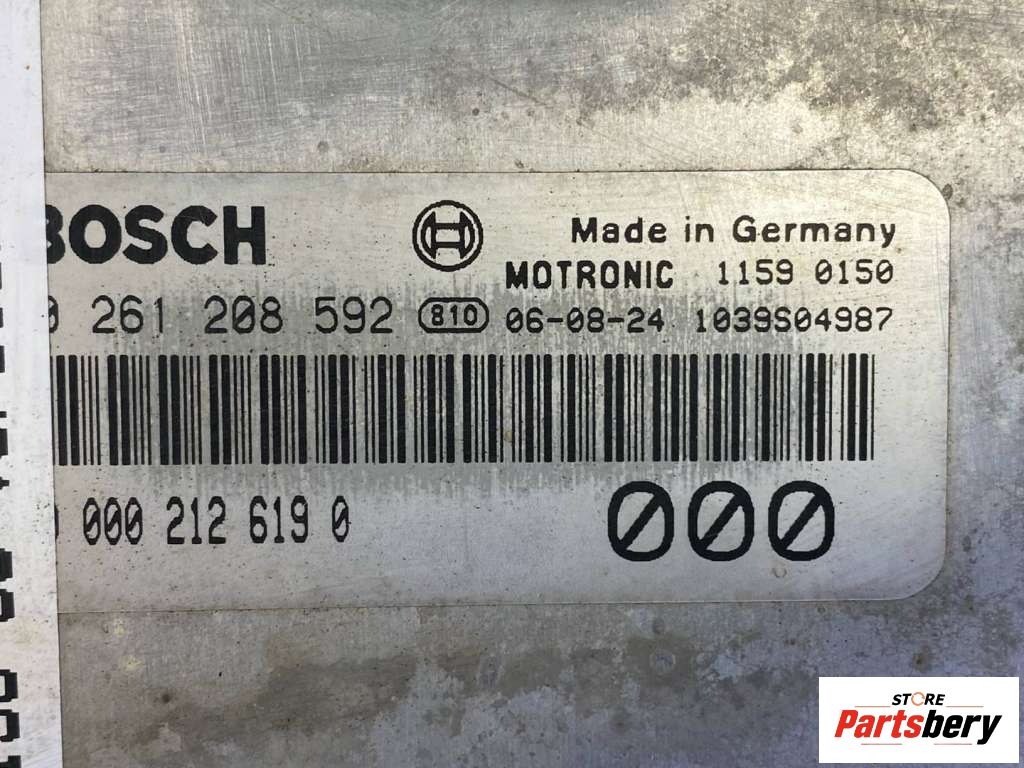 BOSCH
Made in Germany
MOTRONIC 1159 0150
0 261 208 592 810 06-08-24 1039S04987
000 212 619 0
000
STORE
Partsbery